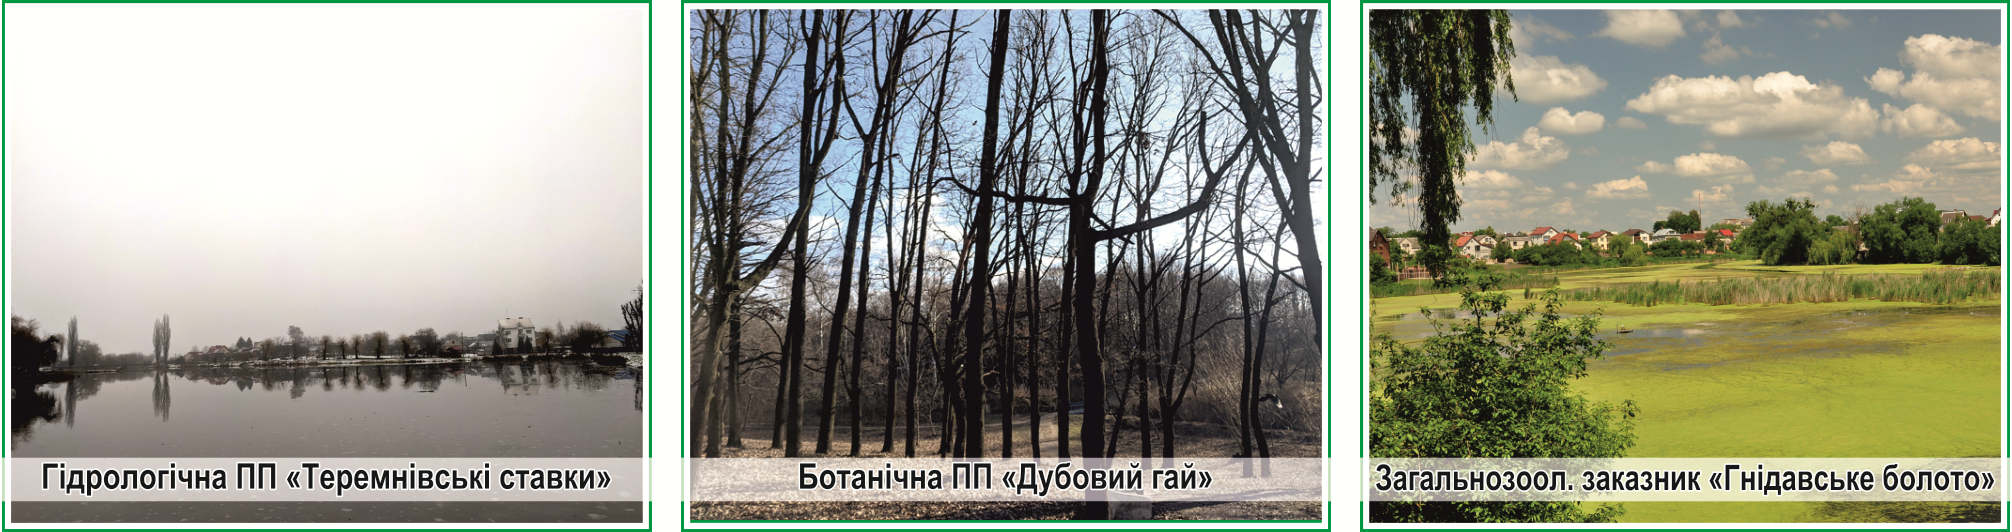 Гідрологічна ПП «Теремнівські ставки»
Ботанічна ПП «Дубовий гай»
Загальнозоол. заказник «Гнідавське болото»